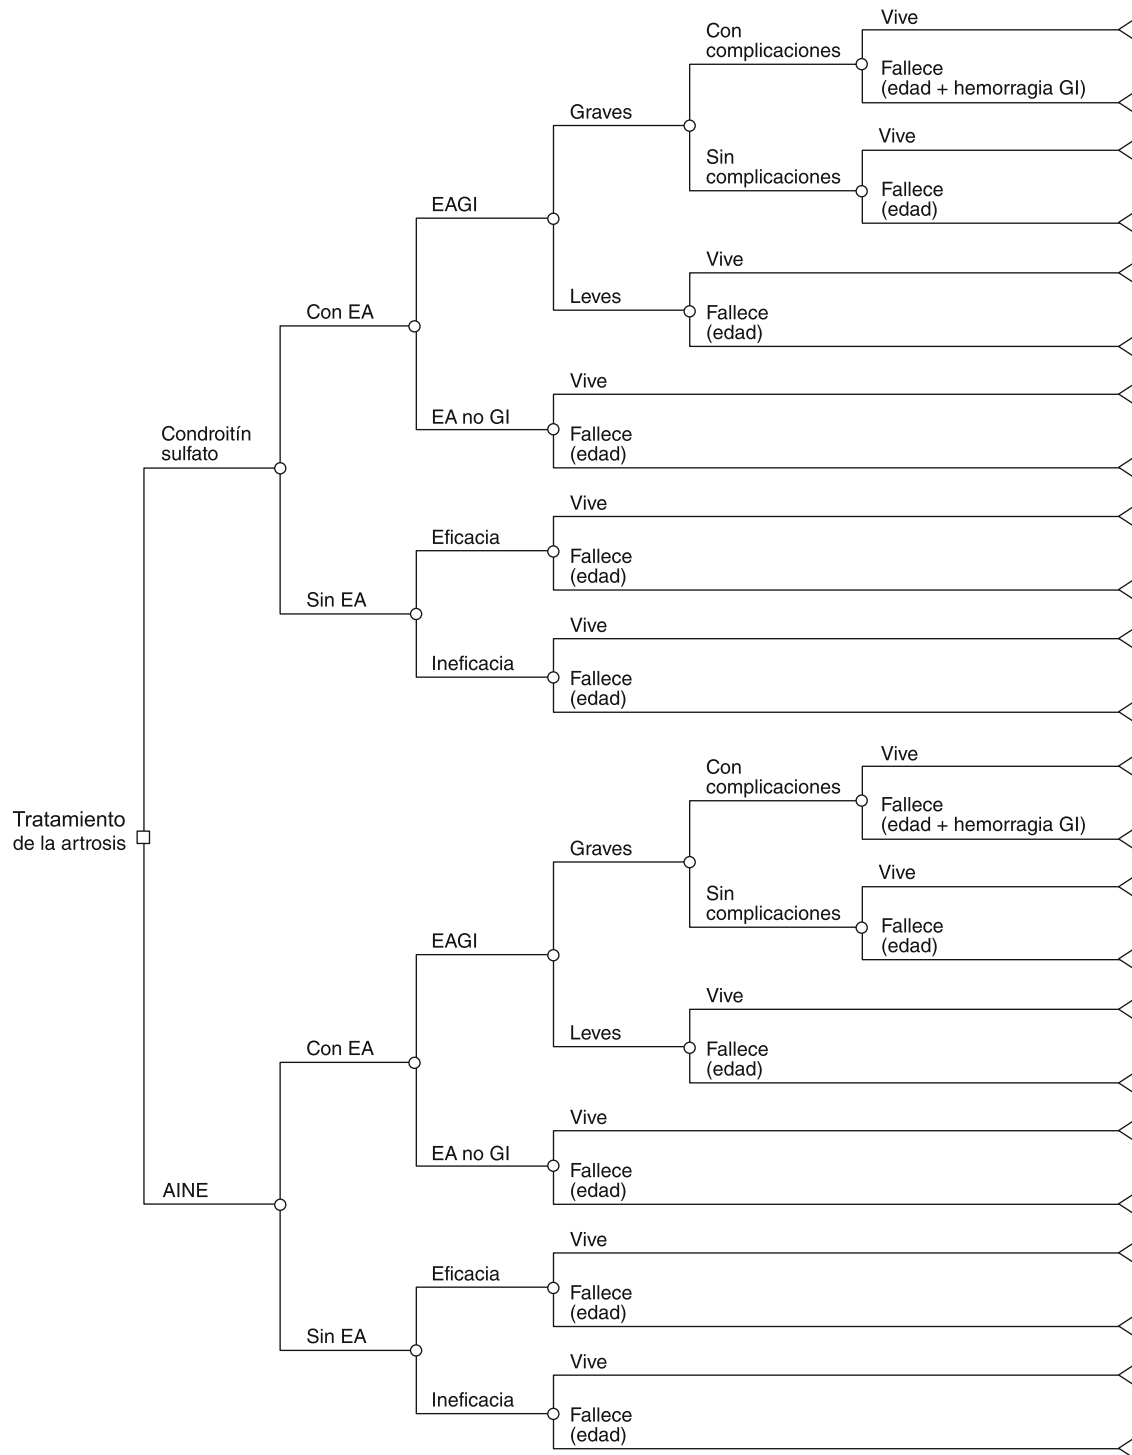 Vive
Con
complicaciones
Fallece
(edad + hemorragia GI)
Graves
Vive
Sin
complicaciones
Fallece
(edad)
EAGI
Vive
Leves
Fallece
(edad)
Con EA
Vive
EA no GI
Fallece
(edad)
Condroitín
sulfato
Vive
Eficacia
Fallece
(edad)
Sin EA
Vive
Ineficacia
Fallece
(edad)
Tratamiento
de la artrosis
Vive
Con
complicaciones
Fallece
(edad + hemorragia GI)
Graves
Vive
Sin
complicaciones
Fallece
(edad)
EAGI
Vive
Leves
Fallece
(edad)
Con EA
Vive
EA no GI
Fallece
(edad)
AINE
Vive
Eficacia
Fallece
(edad)
Sin EA
Vive
Ineficacia
Fallece
(edad)